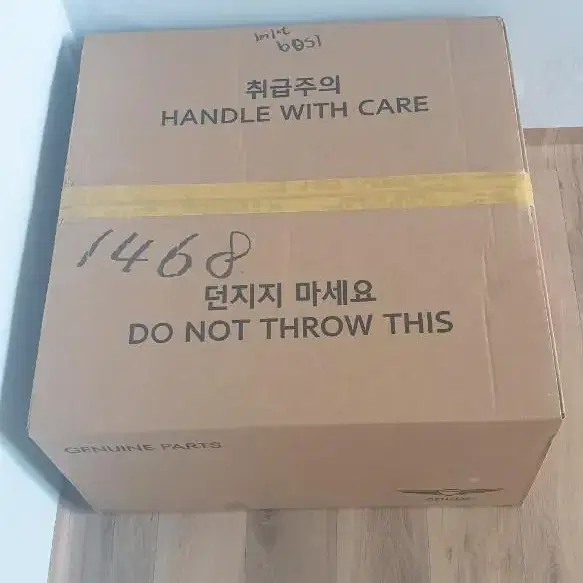 취급주의
HANDLE WITH CARE
1468
던지지 마세요
DO NOT THROW THIS
GENUINE PARTS
GENESIS